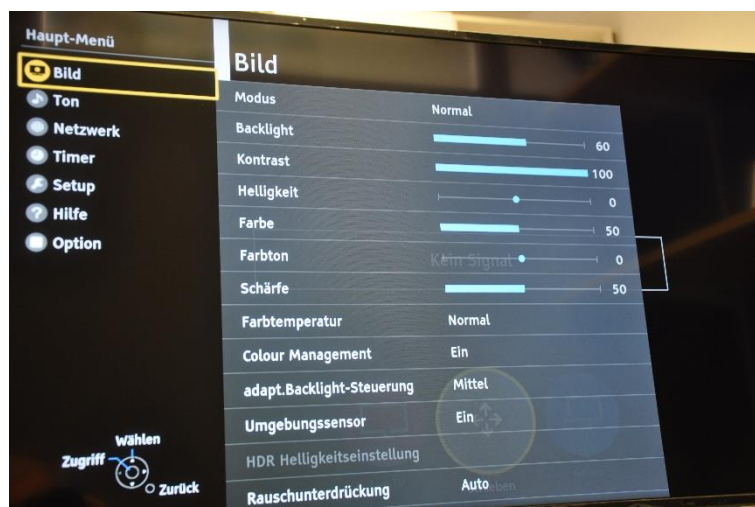 Haupt-Menü
Bild
Ton
Netzwerk
Timer
Setup
Hilfe
Option
Wählen
Zugriff
Zurück
Bild
Modus Normal
Backlight 60
Kontrast 100
Helligkeit 0
Farbe 50
Farbton 0
Kein Signal
Schärfe 50
Farbtemperatur Normal
Colour Management Ein
adapt.Backlight-Steuerung Mittel
Umgebungssensor Ein
HDR Helligkeitseinstellung
Rauschunterdrückung Auto